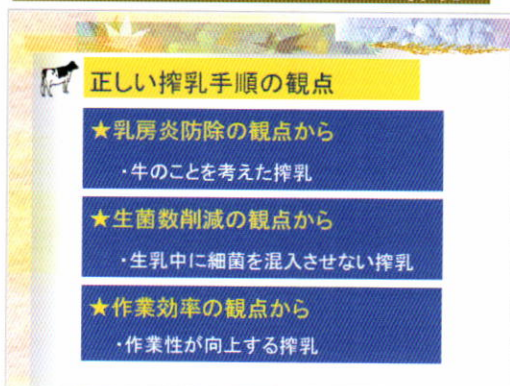 正しい搾乳手順の観点
★乳房炎防除の観点から
・牛のことを考えた搾乳
★生菌数削減の観点から
・生乳中に細菌を混入させない搾乳
★作業効率の観点から
・作業性が向上する搾乳